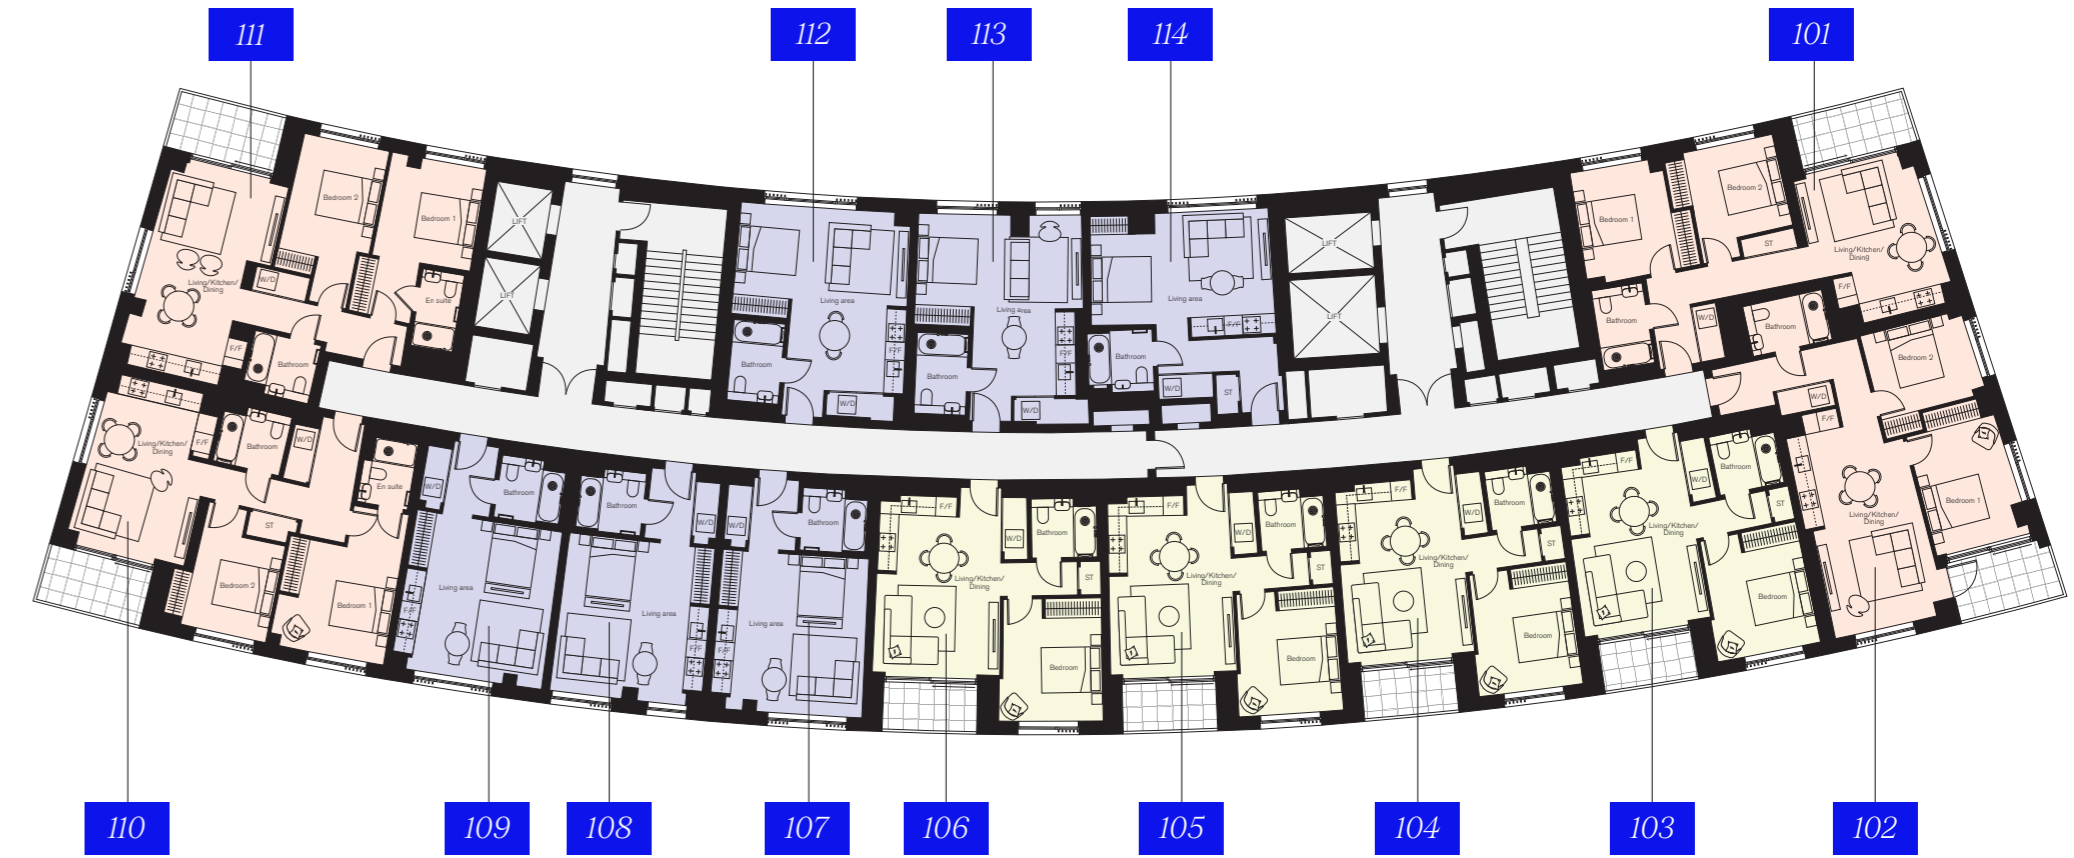 111
112
113
114
101
Bedroom 2
Bedroom 1
LIFT
LIFT
Living/Kitchen/
Dining
W/D
En suite
F/F
Bathroom
Living area
Bathroom
F/F
W/D
Living area
Bathroom
F/F
W/D
Living area
F/F
Bathroom
W/D
ST
LIFT
LIFT
Bedroom 1
Bedroom 2
ST
Living/Kitchen/
Dining
F/F
W/D
Bathroom
Bathroom
Bedroom 2
W/D
F/F
Bedroom 1
Living/Kitchen/
Dining
Living/Kitchen/
Dining
F/F
Bathroom
W/D
En suite
ST
Bedroom 2
Bedroom 1
W/D
Bathroom
Living area
F/F
Bathroom
W/D
Living area
F/F
W/D
Bathroom
Living area
F/F
F/F
W/D
Bathroom
Living/Kitchen/
Dining
ST
Bedroom
F/F
W/D
Bathroom
Living/Kitchen/
Dining
ST
Bedroom
F/F
W/D
Bathroom
Living/Kitchen/
Dining
ST
Bedroom
F/F
W/D
Bathroom
Living/Kitchen/
Dining
ST
Bedroom
110
109
108
107
106
105
104
103
102